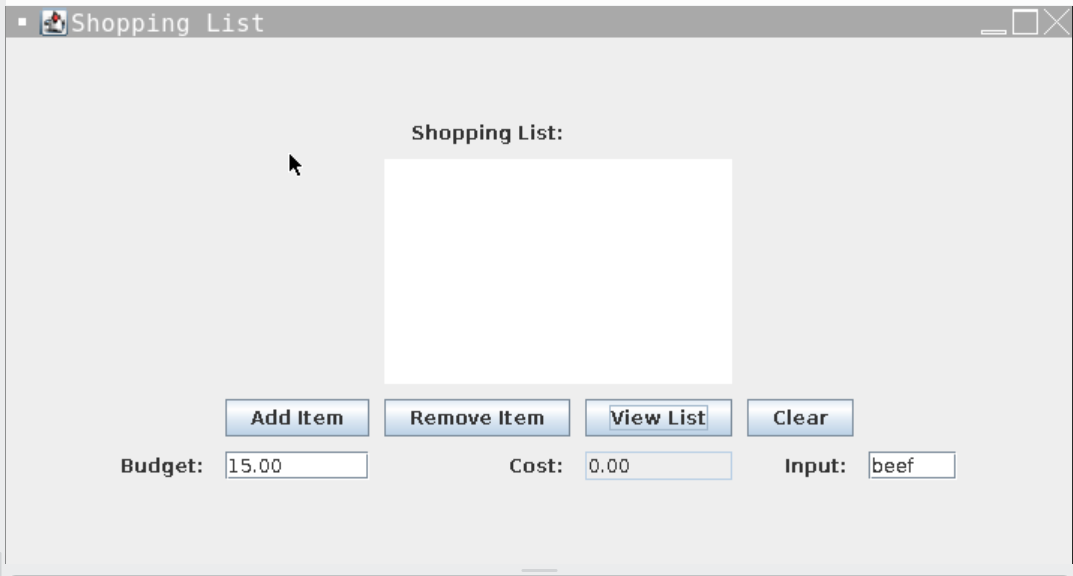 Shopping List
Shopping List:
Add Item Remove Item View List Clear
Budget: 15.00 Cost: 0.00 Input: beef